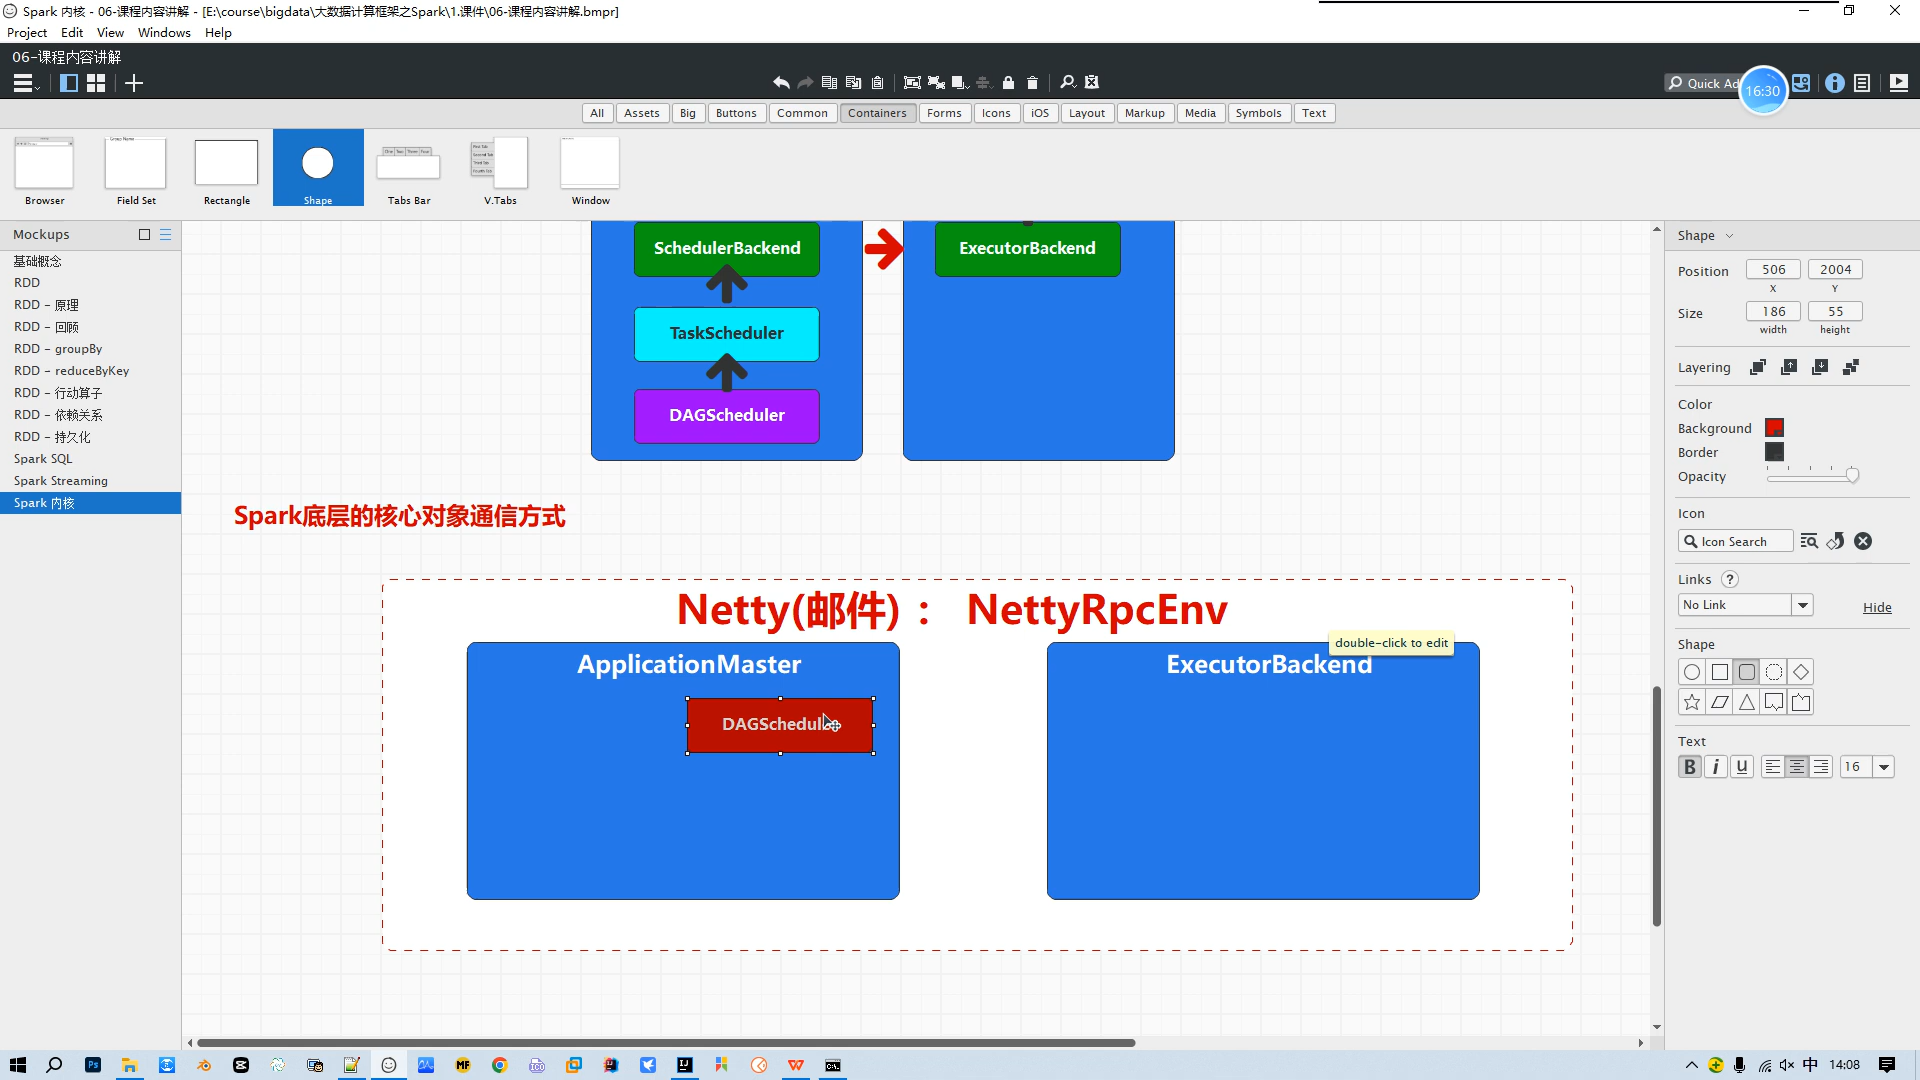 Spark 内核 - 06-课程内容讲解 - [E:\course\bigdata\大数据计算框架之Spark\1.课件\06-课程内容讲解.bmpr]
Project Edit View Windows Help
06-课程内容讲解
Quick Ad
16:30
All Assets Big Buttons Common Containers Forms Icons iOS Layout Markup Media Symbols Text
Browser Field Set Rectangle Shape Tabs Bar V.Tabs Window
Mockups
基础概念
RDD
RDD - 原理
RDD - 回顾
RDD - groupBy
RDD - reduceByKey
RDD - 行动算子
RDD - 依赖关系
RDD - 持久化
Spark SQL
Spark Streaming
Spark 内核
SchedulerBackend
ExecutorBackend
TaskScheduler
DAGScheduler
Spark底层的核心对象通信方式
Netty(邮件)： NettyRpcEnv
double-click to edit
ApplicationMaster
ExecutorBackend
Shape
Position 506 2004
X Y
Size 186 55
width height
Layering
Color
Background
Border
Opacity
Icon
Icon Search
Links ?
No Link Hide
Shape
Text
B i U 16
中 14:08